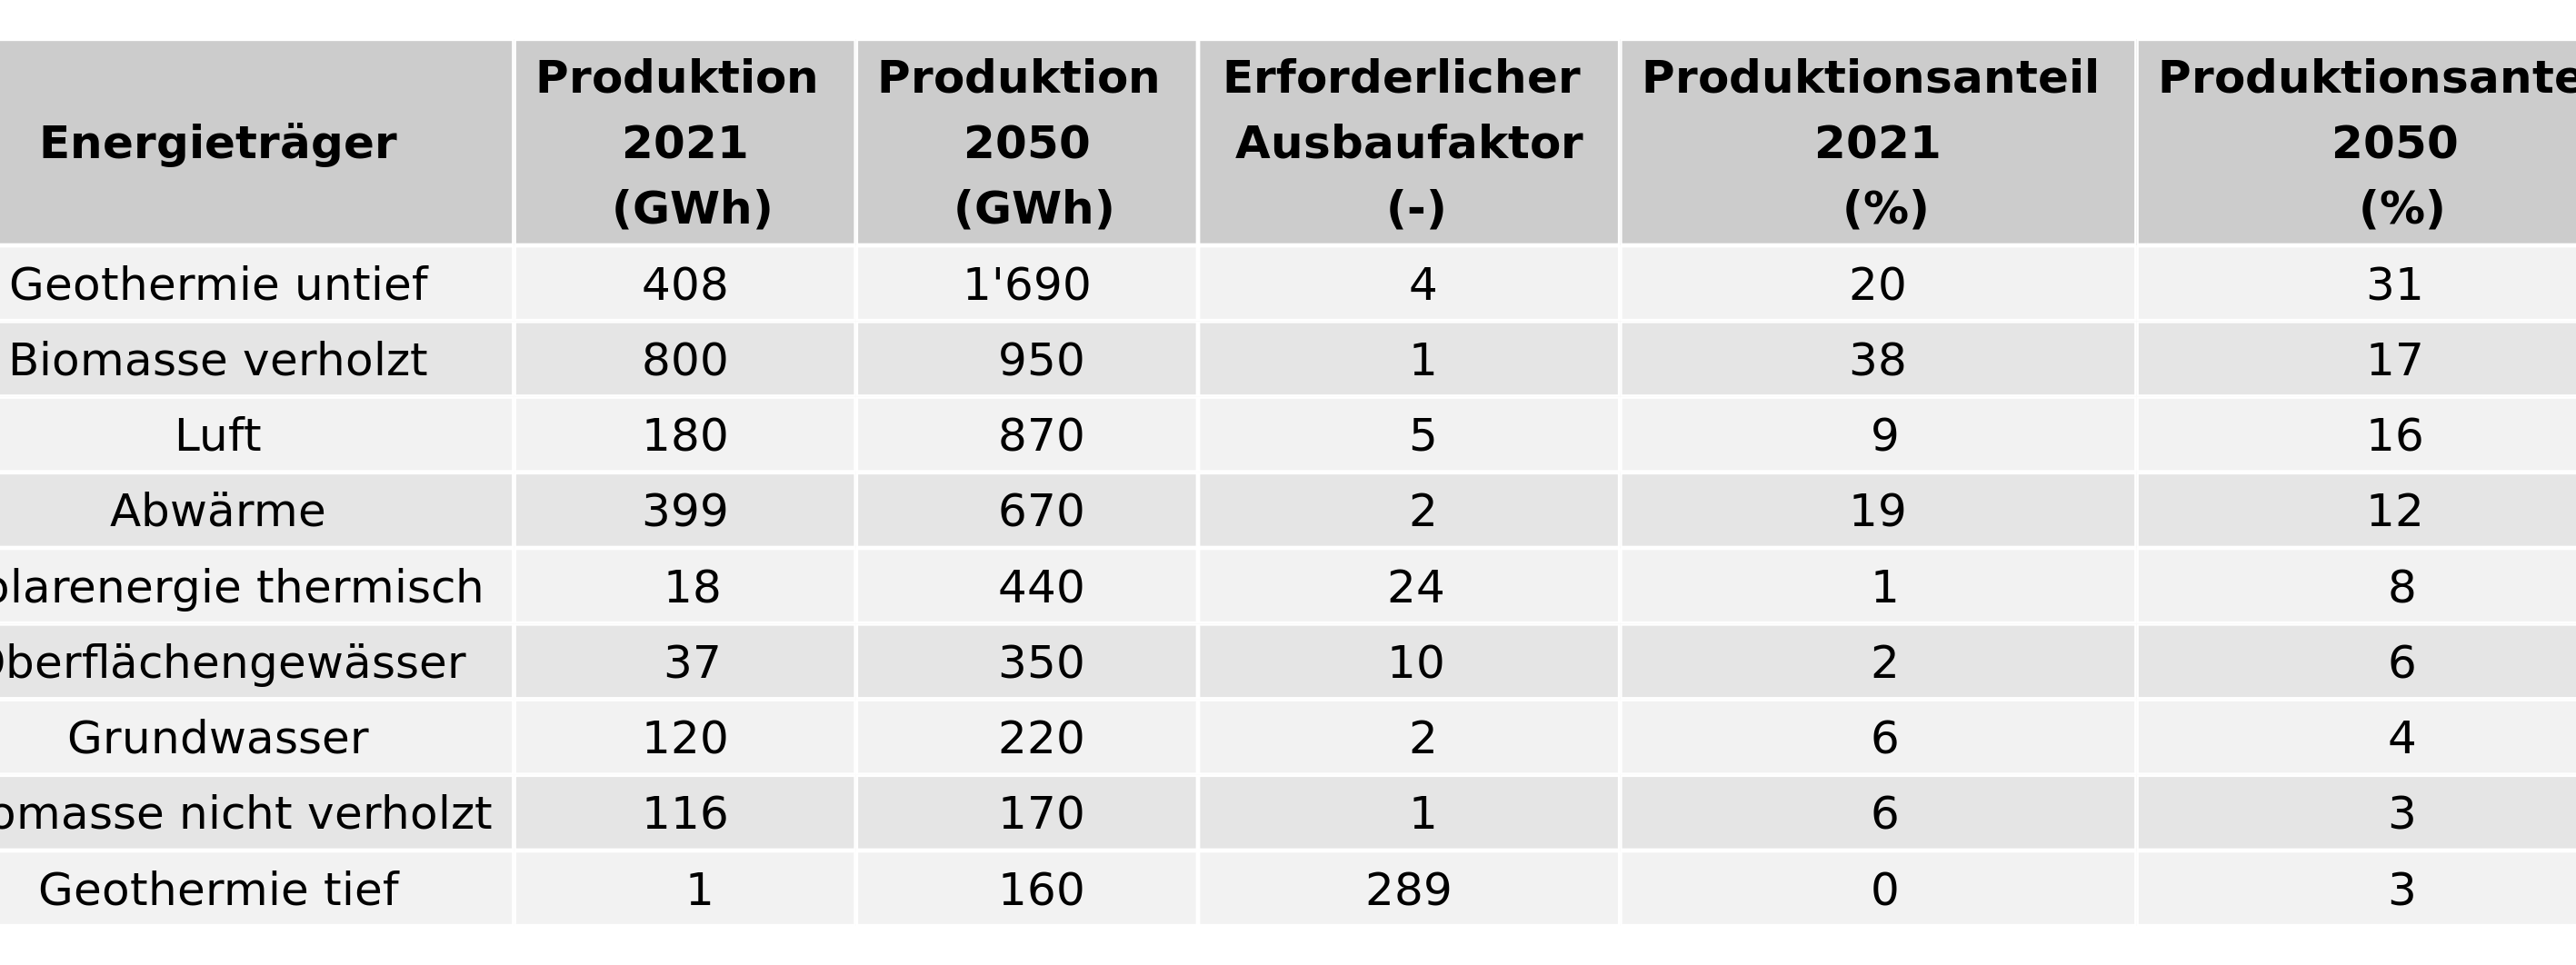 Energieträger Produktion 2021 (GWh) Produktion 2050 (GWh) Erforderlicher Ausbaufaktor (-) Produktionsanteil 2021 (%) Produktionsante 2050 (%)
Geothermie untief 408 1'690 4 20 31
Biomasse verholzt 800 950 1 38 17
Luft 180 870 5 9 16
Abwärme 399 670 2 19 12
olarenergie thermisch 18 440 24 1 8
berflächengewässer 37 350 10 2 6
Grundwasser 120 220 2 6 4
omasse nicht verholzt 116 170 1 6 3
Geothermie tief 1 160 289 0 3